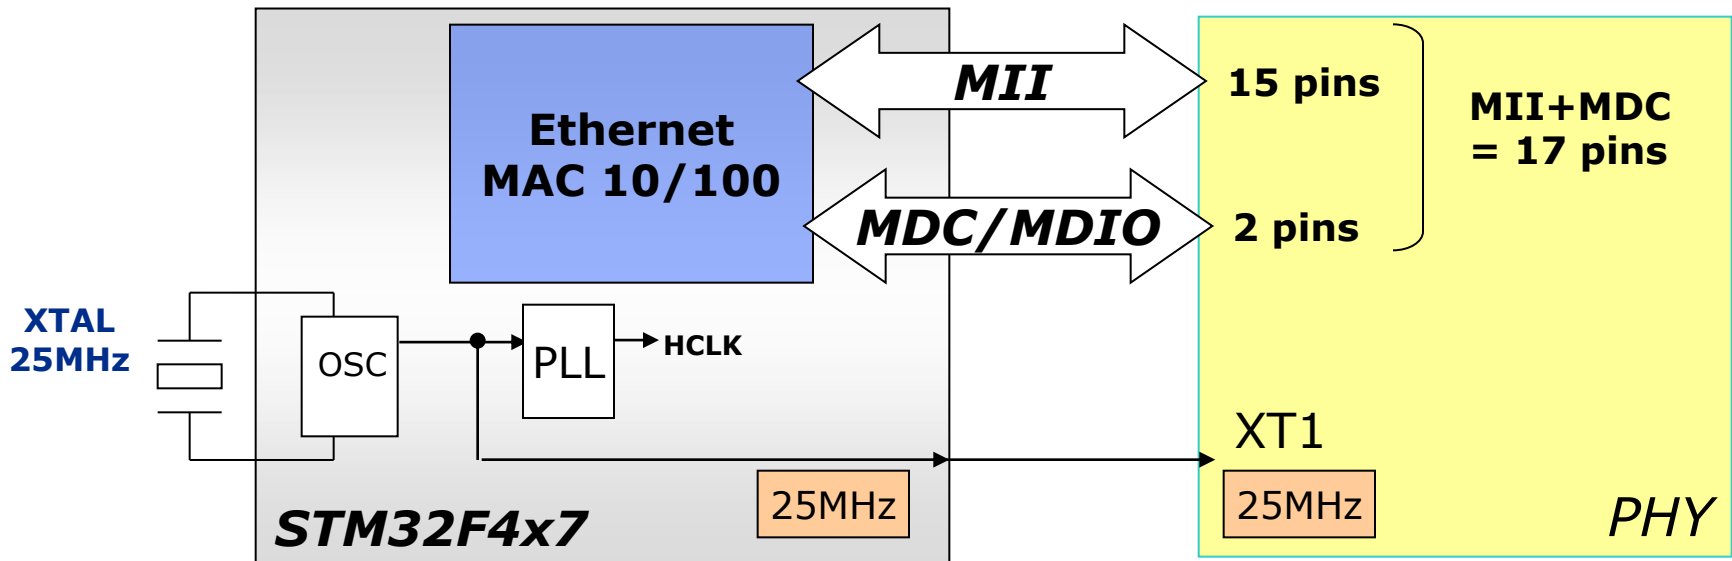 Ethernet
MAC 10/100
MII
15 pins
MII+MDC
= 17 pins
MDC/MDIO
2 pins
XTAL
25MHz
OSC
PLL
HCLK
XT1
25MHz
25MHz
STM32F4x7
PHY